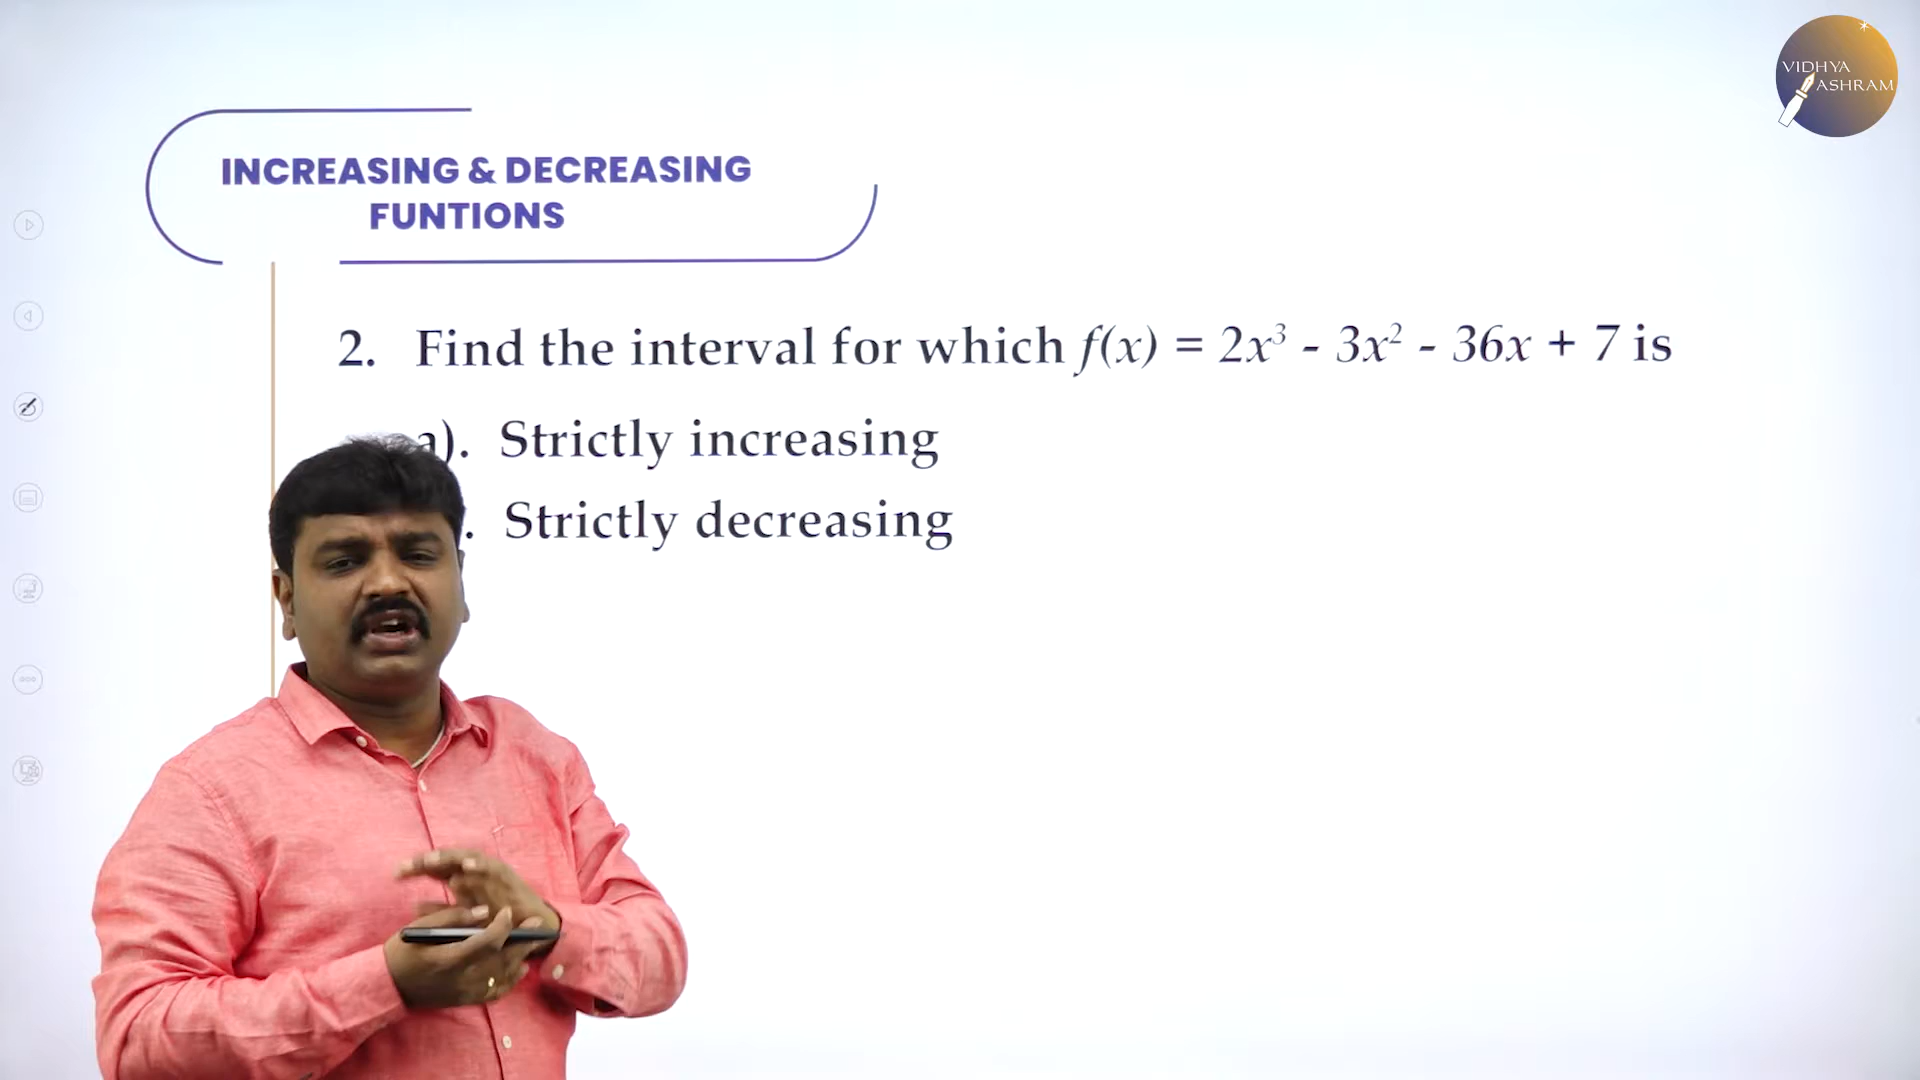 VIDHYA
ASHRAM
INCREASING & DECREASING
FUNTIONS
2. Find the interval for which f(x) = 2x³ - 3x² - 36x + 7 is
a). Strictly increasing
. Strictly decreasing